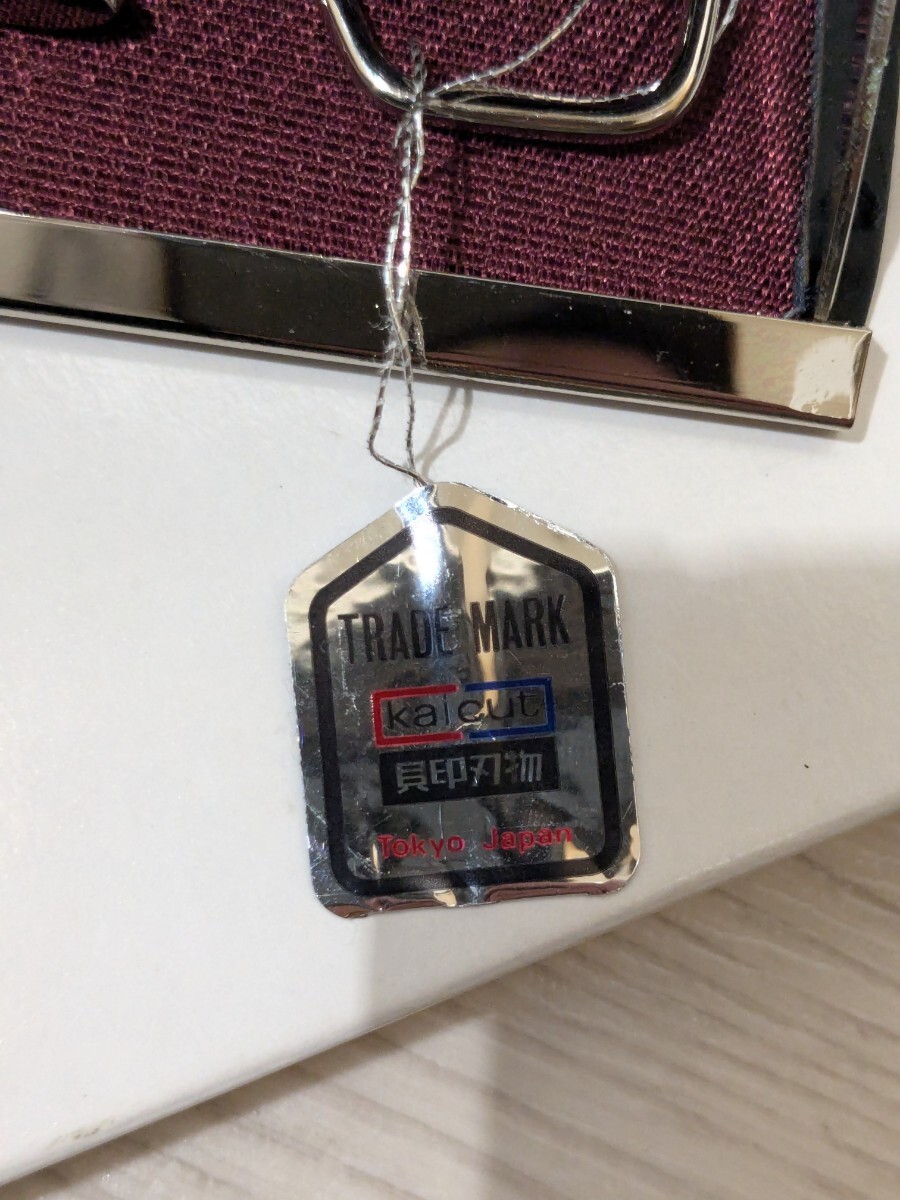 TRADE MARK
kai cut
貝印刃物
Tokyo Japan